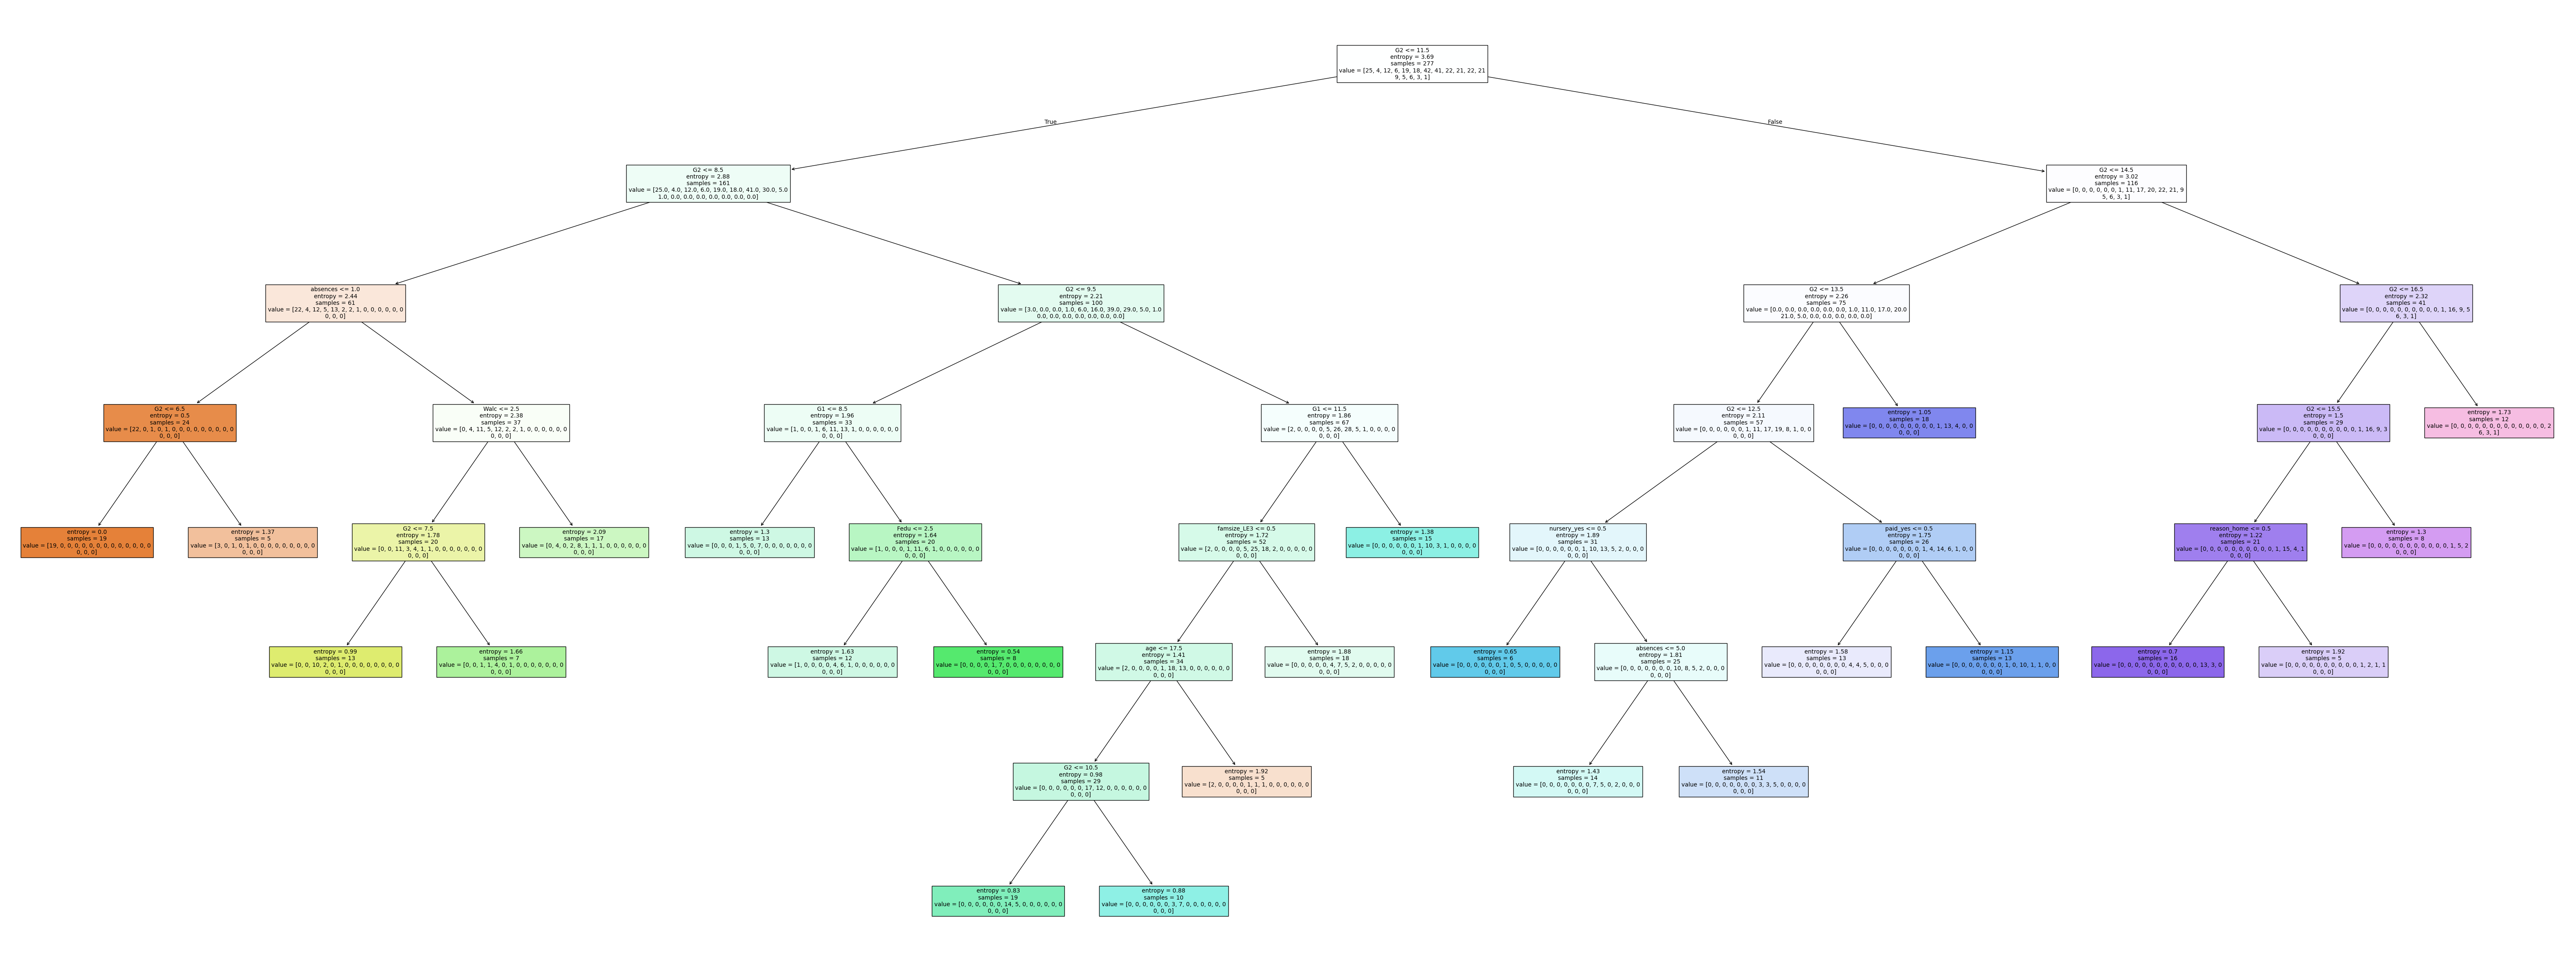 G2 <= 11.5
entropy = 3.69
samples = 277
value = [25, 4, 12, 6, 19, 18, 42, 41, 22, 21, 22, 21
9, 5, 6, 3, 1]
True
False
G2 <= 8.5
entropy = 2.88
samples = 161
value = [25.0, 4.0, 12.0, 6.0, 19.0, 18.0, 41.0, 30.0, 5.0
1.0, 0.0, 0.0, 0.0, 0.0, 0.0, 0.0, 0.0]
G2 <= 14.5
entropy = 3.02
samples = 116
value = [0, 0, 0, 0, 0, 0, 1, 11, 17, 20, 22, 21, 9
5, 6, 3, 1]
absences <= 1.0
entropy = 2.44
samples = 61
value = [22, 4, 12, 5, 13, 2, 2, 1, 0, 0, 0, 0, 0, 0
0, 0, 0]
G2 <= 9.5
entropy = 2.21
samples = 100
value = [3.0, 0.0, 0.0, 1.0, 6.0, 16.0, 39.0, 29.0, 5.0, 1.0
0.0, 0.0, 0.0, 0.0, 0.0, 0.0, 0.0]
G2 <= 13.5
entropy = 2.26
samples = 75
value = [0.0, 0.0, 0.0, 0.0, 0.0, 0.0, 1.0, 11.0, 17.0, 20.0
21.0, 5.0, 0.0, 0.0, 0.0, 0.0, 0.0]
G2 <= 16.5
entropy = 2.32
samples = 41
value = [0, 0, 0, 0, 0, 0, 0, 0, 0, 0, 1, 16, 9, 5
6, 3, 1]
G2 <= 6.5
entropy = 0.5
samples = 24
value = [22, 0, 1, 0, 1, 0, 0, 0, 0, 0, 0, 0, 0, 0
0, 0, 0]
Walc <= 2.5
entropy = 2.38
samples = 37
value = [0, 4, 11, 5, 12, 2, 2, 1, 0, 0, 0, 0, 0, 0
0, 0, 0]
G1 <= 8.5
entropy = 1.96
samples = 33
value = [1, 0, 0, 1, 6, 11, 13, 1, 0, 0, 0, 0, 0, 0
0, 0, 0]
G1 <= 11.5
entropy = 1.86
samples = 67
value = [2, 0, 0, 0, 0, 5, 26, 28, 5, 1, 0, 0, 0, 0
0, 0, 0]
G2 <= 12.5
entropy = 2.11
samples = 57
value = [0, 0, 0, 0, 0, 0, 1, 11, 17, 19, 8, 1, 0, 0
0, 0, 0]
entropy = 1.05
samples = 18
value = [0, 0, 0, 0, 0, 0, 0, 0, 0, 1, 13, 4, 0, 0
0, 0, 0]
G2 <= 15.5
entropy = 1.5
samples = 29
value = [0, 0, 0, 0, 0, 0, 0, 0, 0, 0, 1, 16, 9, 3
0, 0, 0]
entropy = 1.73
samples = 12
value = [0, 0, 0, 0, 0, 0, 0, 0, 0, 0, 0, 0, 0, 2
6, 3, 1]
entropy = 0.0
samples = 19
value = [19, 0, 0, 0, 0, 0, 0, 0, 0, 0, 0, 0, 0, 0
0, 0, 0]
entropy = 1.37
samples = 5
value = [3, 0, 1, 0, 1, 0, 0, 0, 0, 0, 0, 0, 0, 0
0, 0, 0]
G2 <= 7.5
entropy = 1.78
samples = 20
value = [0, 0, 11, 3, 4, 1, 1, 0, 0, 0, 0, 0, 0, 0
0, 0, 0]
entropy = 2.09
samples = 17
value = [0, 4, 0, 2, 8, 1, 1, 1, 0, 0, 0, 0, 0, 0
0, 0, 0]
entropy = 1.3
samples = 13
value = [0, 0, 0, 1, 5, 0, 7, 0, 0, 0, 0, 0, 0, 0
0, 0, 0]
Fedu <= 2.5
entropy = 1.64
samples = 20
value = [1, 0, 0, 0, 1, 11, 6, 1, 0, 0, 0, 0, 0, 0
0, 0, 0]
famsize_LE3 <= 0.5
entropy = 1.72
samples = 52
value = [2, 0, 0, 0, 0, 5, 25, 18, 2, 0, 0, 0, 0, 0
0, 0, 0]
entropy = 1.38
samples = 15
value = [0, 0, 0, 0, 0, 0, 1, 10, 3, 1, 0, 0, 0, 0
0, 0, 0]
nursery_yes <= 0.5
entropy = 1.89
samples = 31
value = [0, 0, 0, 0, 0, 0, 1, 10, 13, 5, 2, 0, 0, 0
0, 0, 0]
paid_yes <= 0.5
entropy = 1.75
samples = 26
value = [0, 0, 0, 0, 0, 0, 0, 1, 4, 14, 6, 1, 0, 0
0, 0, 0]
reason_home <= 0.5
entropy = 1.22
samples = 21
value = [0, 0, 0, 0, 0, 0, 0, 0, 0, 0, 1, 15, 4, 1
0, 0, 0]
entropy = 1.3
samples = 8
value = [0, 0, 0, 0, 0, 0, 0, 0, 0, 0, 0, 1, 5, 2
0, 0, 0]
entropy = 0.99
samples = 13
value = [0, 0, 10, 2, 0, 1, 0, 0, 0, 0, 0, 0, 0, 0
0, 0, 0]
entropy = 1.66
samples = 7
value = [0, 0, 1, 1, 4, 0, 1, 0, 0, 0, 0, 0, 0, 0
0, 0, 0]
entropy = 1.63
samples = 12
value = [1, 0, 0, 0, 0, 4, 6, 1, 0, 0, 0, 0, 0, 0
0, 0, 0]
entropy = 0.54
samples = 8
value = [0, 0, 0, 0, 1, 7, 0, 0, 0, 0, 0, 0, 0, 0
0, 0, 0]
age <= 17.5
entropy = 1.41
samples = 34
value = [2, 0, 0, 0, 0, 1, 18, 13, 0, 0, 0, 0, 0, 0
0, 0, 0]
entropy = 1.88
samples = 18
value = [0, 0, 0, 0, 0, 4, 7, 5, 2, 0, 0, 0, 0, 0
0, 0, 0]
entropy = 0.65
samples = 6
value = [0, 0, 0, 0, 0, 0, 1, 0, 5, 0, 0, 0, 0, 0
0, 0, 0]
absences <= 5.0
entropy = 1.81
samples = 25
value = [0, 0, 0, 0, 0, 0, 0, 10, 8, 5, 2, 0, 0, 0
0, 0, 0]
entropy = 1.58
samples = 13
value = [0, 0, 0, 0, 0, 0, 0, 0, 4, 4, 5, 0, 0, 0
0, 0, 0]
entropy = 1.15
samples = 13
value = [0, 0, 0, 0, 0, 0, 0, 1, 0, 10, 1, 1, 0, 0
0, 0, 0]
entropy = 0.7
samples = 16
value = [0, 0, 0, 0, 0, 0, 0, 0, 0, 0, 0, 13, 3, 0
0, 0, 0]
entropy = 1.92
samples = 5
value = [0, 0, 0, 0, 0, 0, 0, 0, 0, 0, 1, 2, 1, 1
0, 0, 0]
G2 <= 10.5
entropy = 0.98
samples = 29
value = [0, 0, 0, 0, 0, 0, 17, 12, 0, 0, 0, 0, 0, 0
0, 0, 0]
entropy = 1.92
samples = 5
value = [2, 0, 0, 0, 0, 1, 1, 1, 0, 0, 0, 0, 0, 0
0, 0, 0]
entropy = 1.43
samples = 14
value = [0, 0, 0, 0, 0, 0, 0, 7, 5, 0, 2, 0, 0, 0
0, 0, 0]
entropy = 1.54
samples = 11
value = [0, 0, 0, 0, 0, 0, 0, 3, 3, 5, 0, 0, 0, 0
0, 0, 0]
entropy = 0.83
samples = 19
value = [0, 0, 0, 0, 0, 0, 14, 5, 0, 0, 0, 0, 0, 0
0, 0, 0]
entropy = 0.88
samples = 10
value = [0, 0, 0, 0, 0, 0, 3, 7, 0, 0, 0, 0, 0, 0
0, 0, 0]